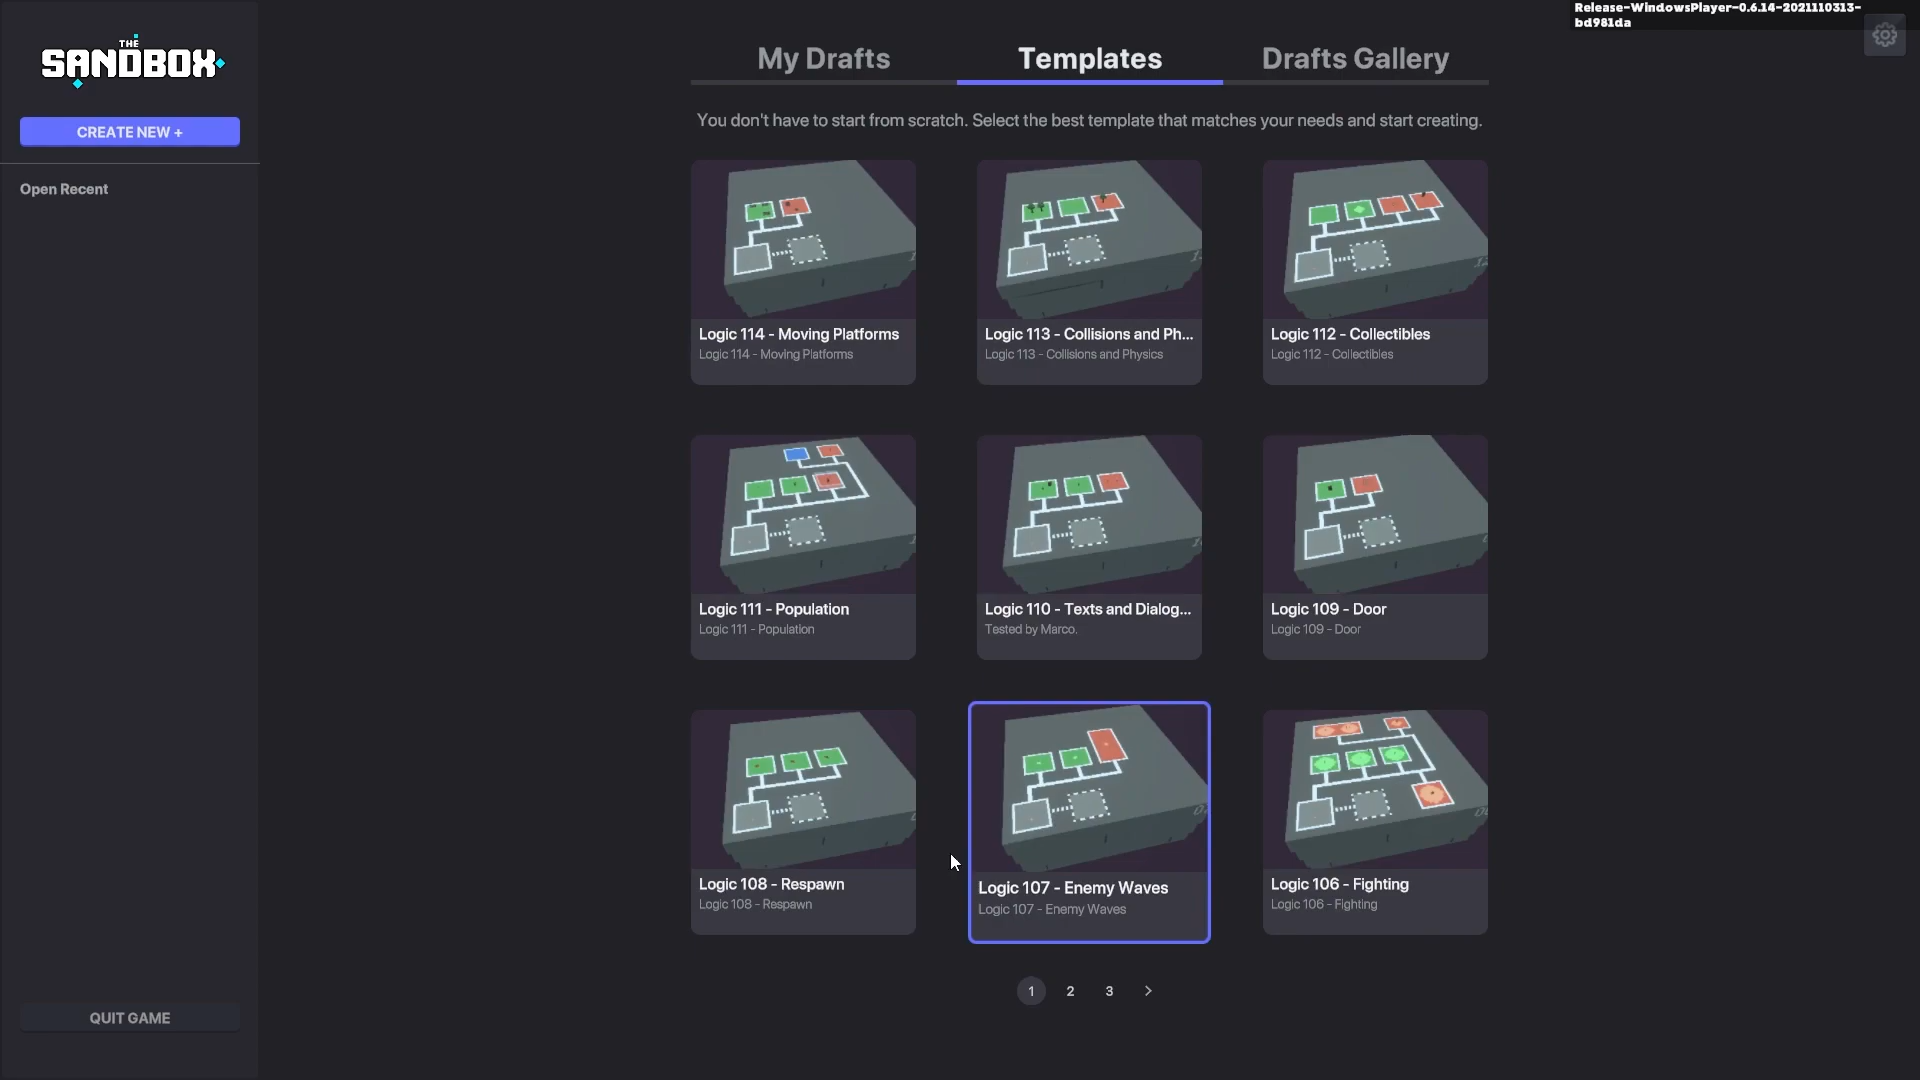 Release-WindowsPlayer-0.6.14-2021110313-
bd981da
THE
SANDBOX
CREATE NEW +
Open Recent
QUIT GAME
My Drafts
Templates
Drafts Gallery
You don't have to start from scratch. Select the best template that matches your needs and start creating.
Logic 114 - Moving Platforms
Logic 114 - Moving Platforms
Logic 113 - Collisions and Ph...
Logic 113 - Collisions and Physics
Logic 112 - Collectibles
Logic 112 - Collectibles
Logic 111 - Population
Logic 111 - Population
Logic 110 - Texts and Dialog...
Tested by Marco.
Logic 109 - Door
Logic 109 - Door
Logic 108 - Respawn
Logic 108 - Respawn
Logic 107 - Enemy Waves
Logic 107 - Enemy Waves
Logic 106 - Fighting
Logic 106 - Fighting
1 2 3 >